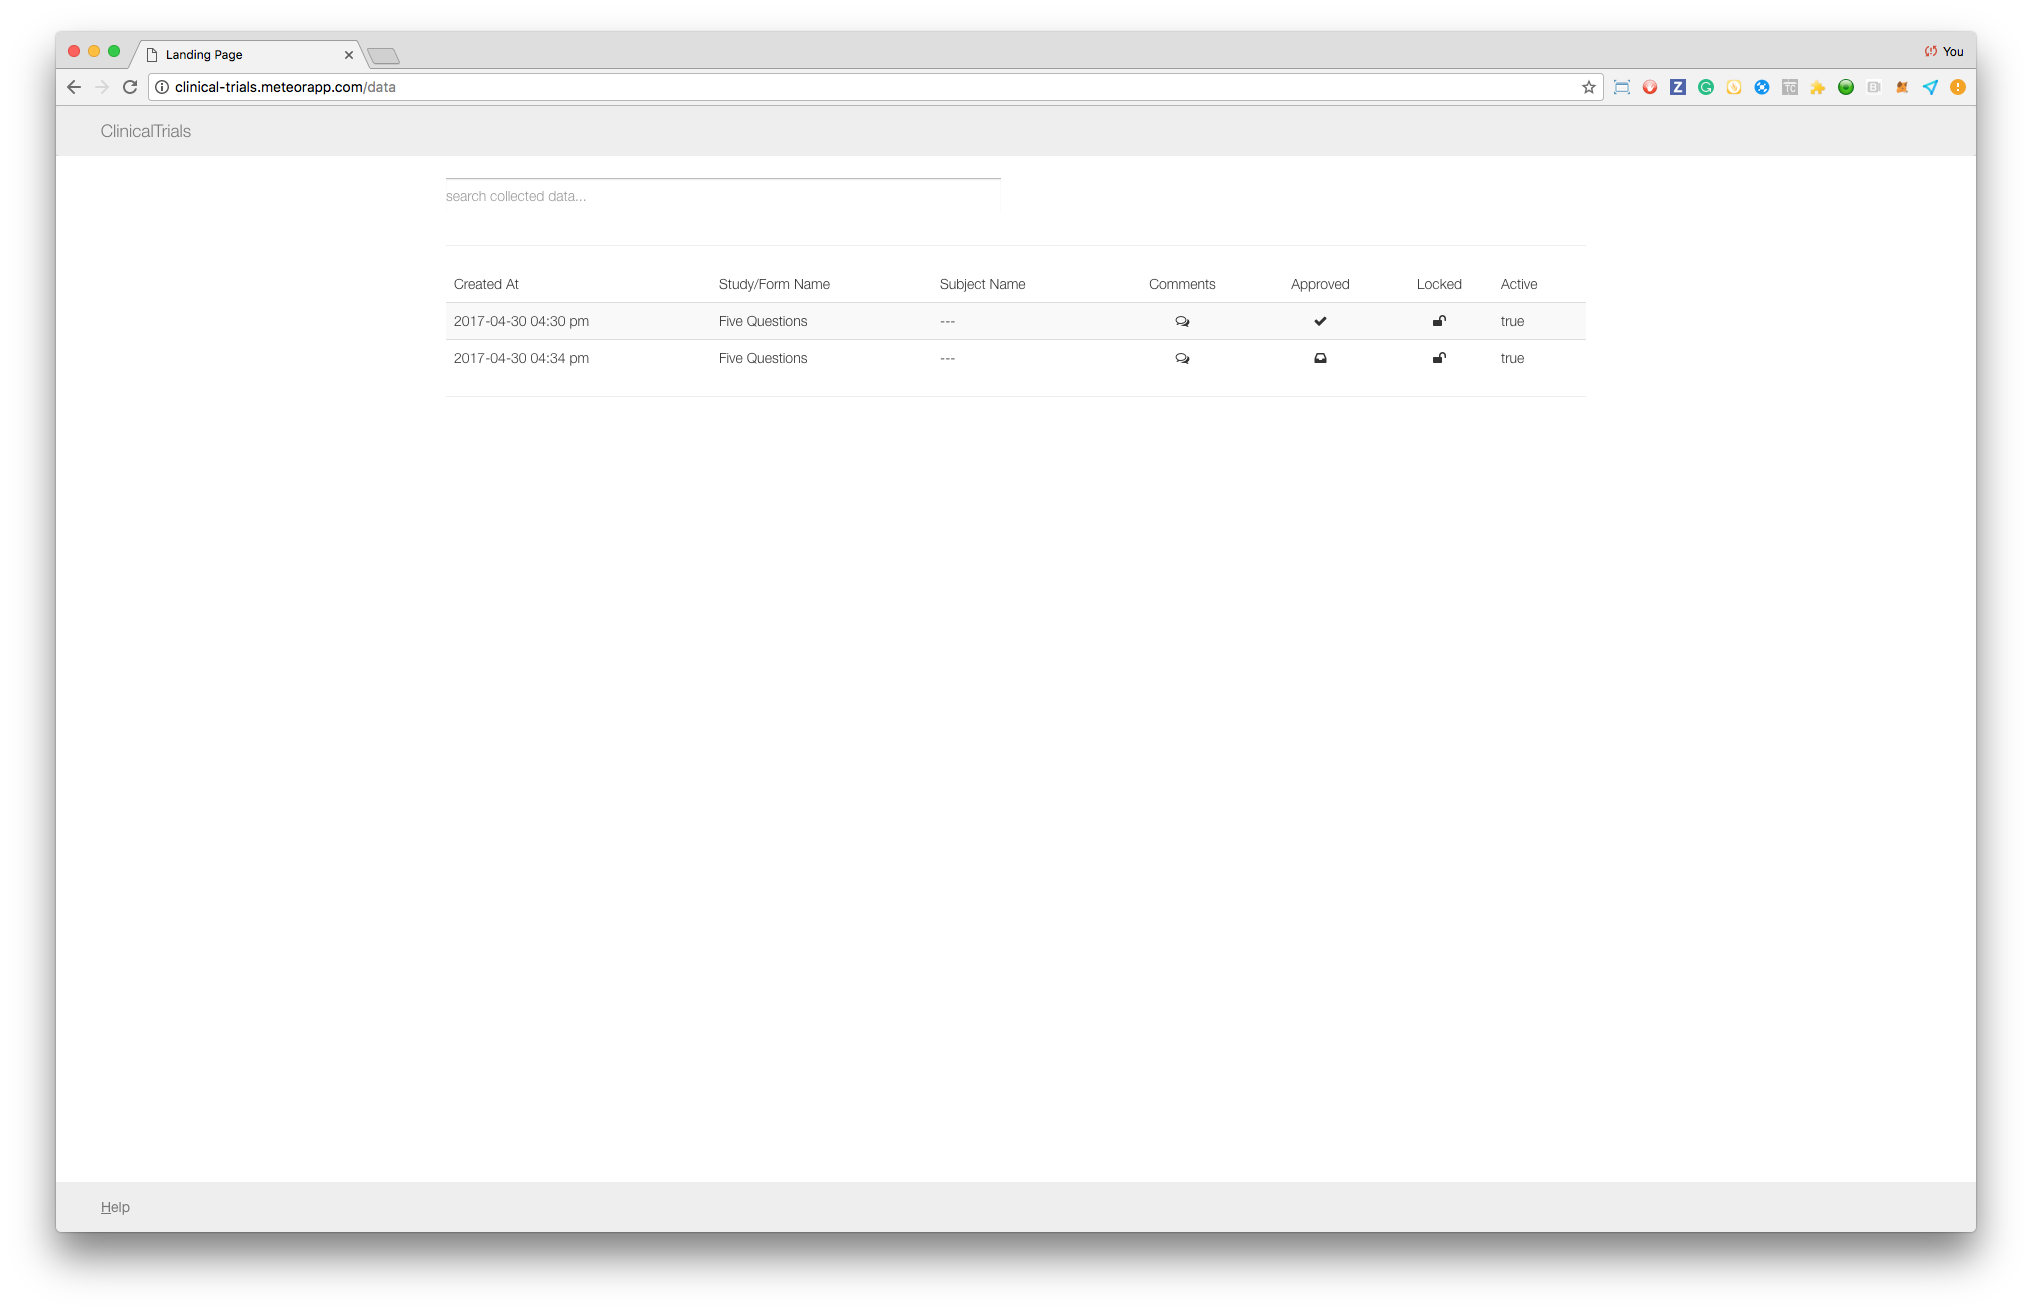 Landing Page
You
clinical-trials.meteorapp.com/data
ClinicalTrials
search collected data...
Created At Study/Form Name Subject Name Comments Approved Locked Active
2017-04-30 04:30 pm Five Questions --- true
2017-04-30 04:34 pm Five Questions --- true
Help